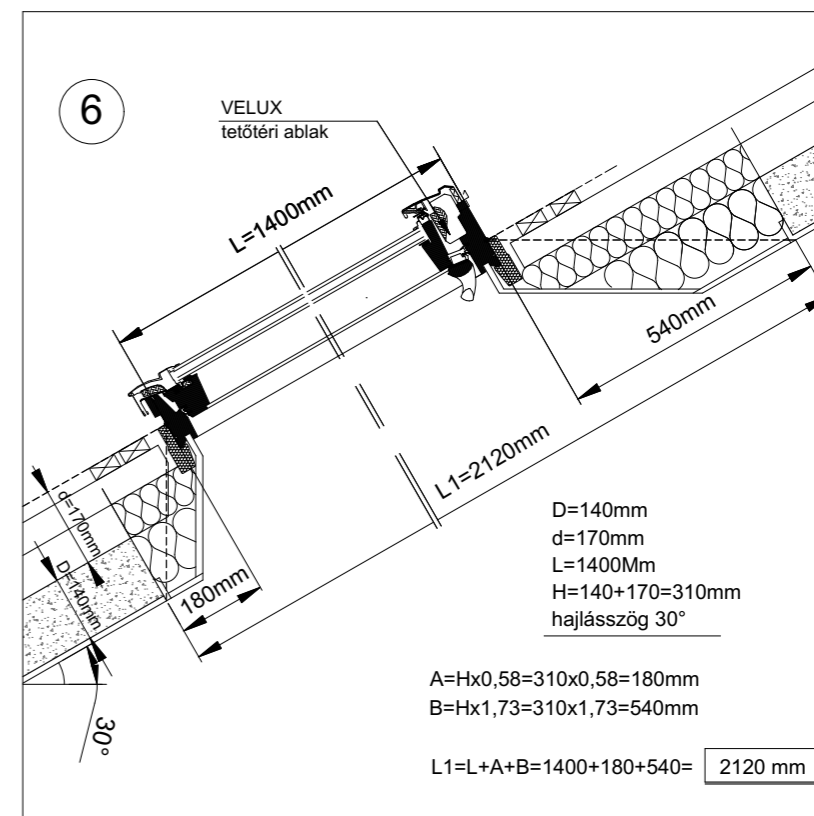 6
VELUX
tetőtéri ablak
L=1400mm
540mm
L1=2120mm
d=170mm
D=140mm
180mm
30°
D=140mm
d=170mm
L=1400Mm
H=140+170=310mm
hajlásszög 30°
A=Hx0,58=310x0,58=180mm
B=Hx1,73=310x1,73=540mm
L1=L+A+B=1400+180+540= 2120 mm